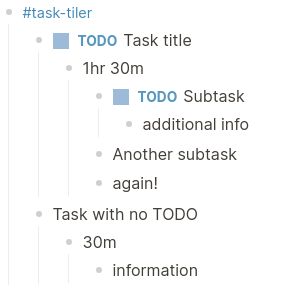 #task-tiler
TODO Task title
1hr 30m
TODO Subtask
additional info
Another subtask
again!
Task with no TODO
30m
information